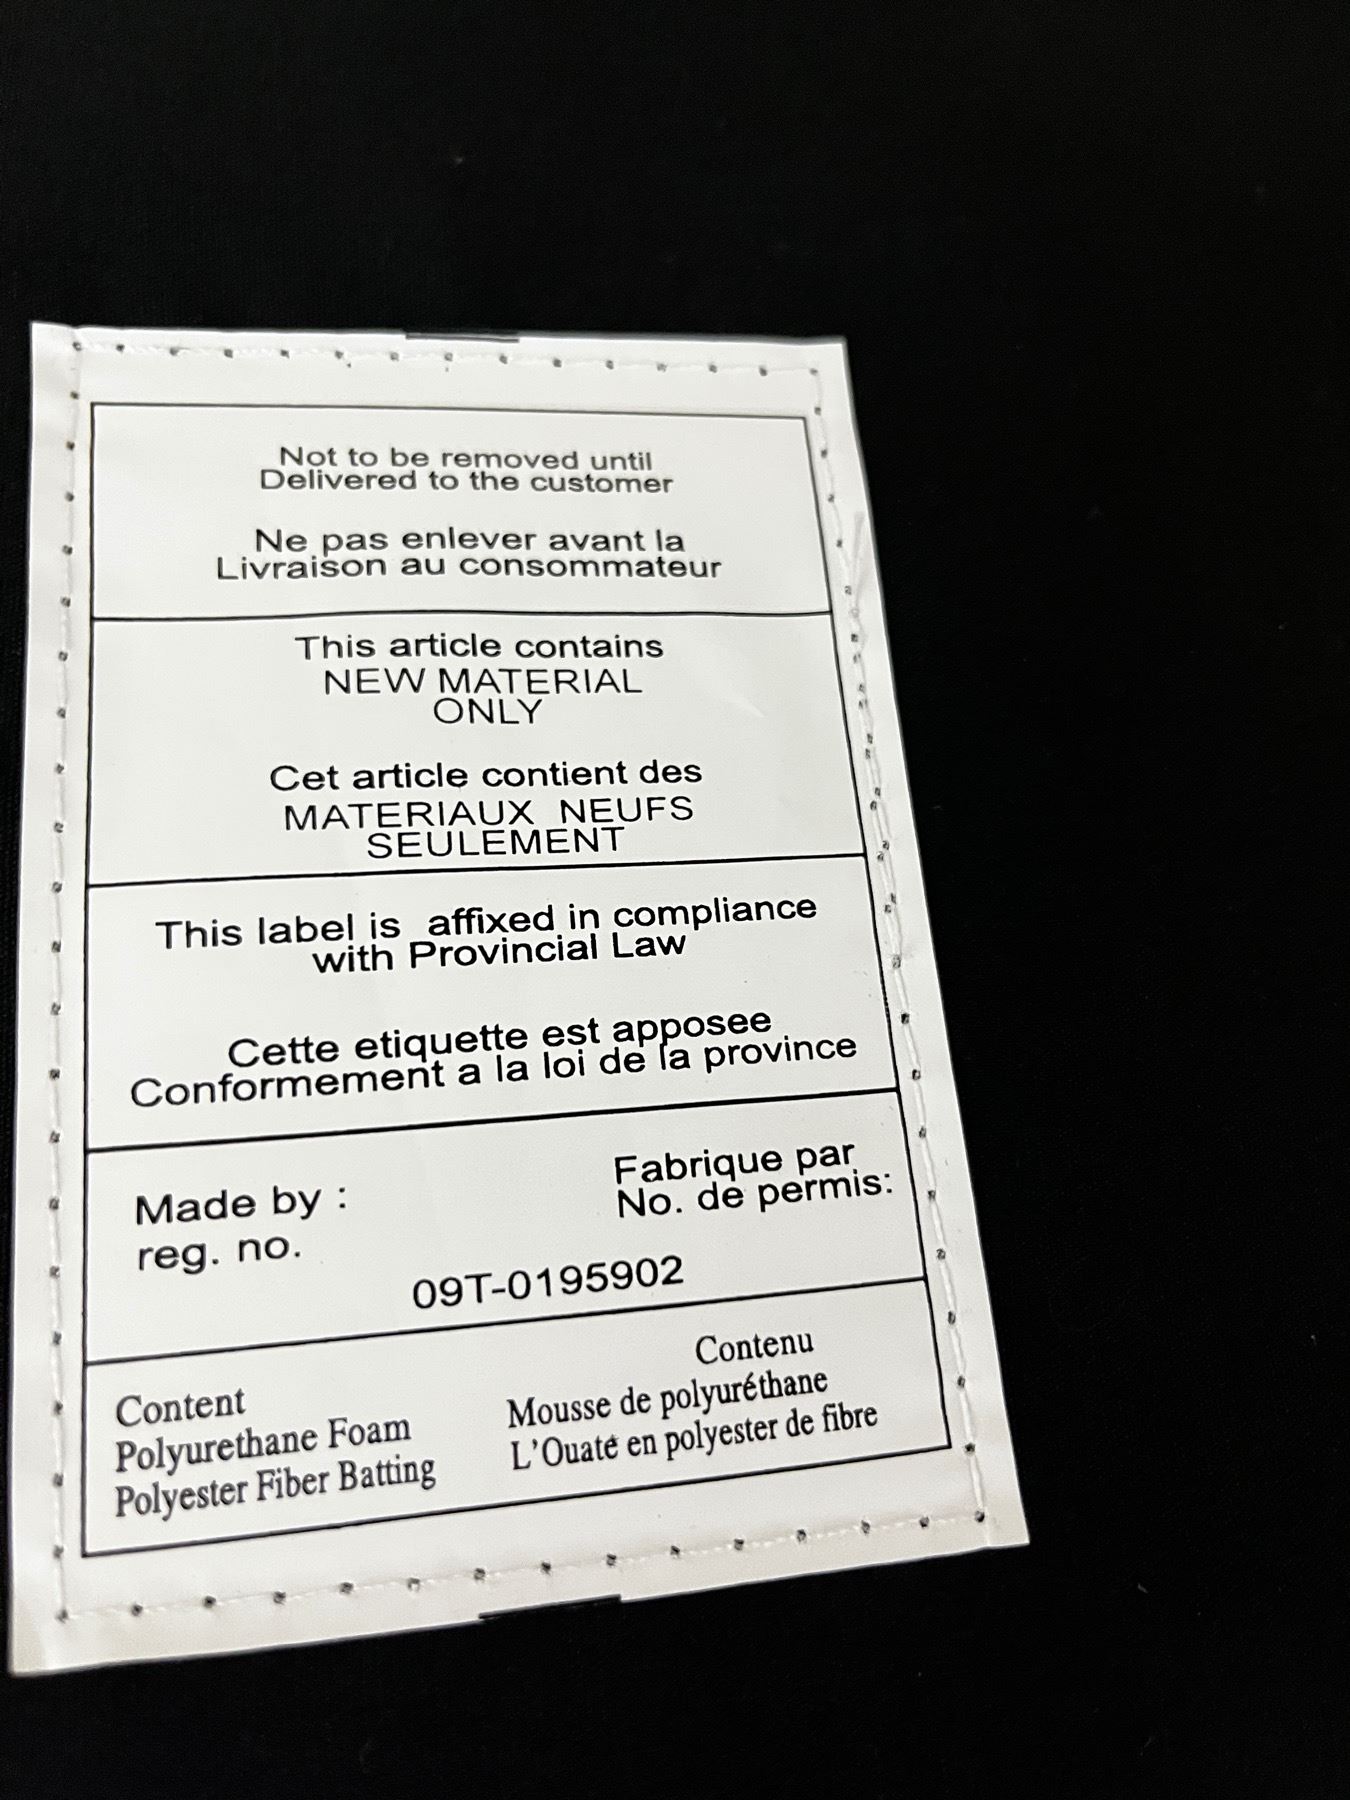 Not to be removed until
Delivered to the customer
Ne pas enlever avant la
Livraison au consommateur
This article contains
NEW MATERIAL
ONLY
Cet article contient des
MATERIAUX NEUFS
SEULEMENT
This label is affixed in compliance
with Provincial Law
Cette etiquette est apposee
Conformement a la loi de la province
Made by :
reg. no.
Fabrique par
No. de permis:
09T-0195902
Content
Polyurethane Foam
Polyester Fiber Batting
Contenu
Mousse de polyuréthane
L'Ouate en polyester de fibre